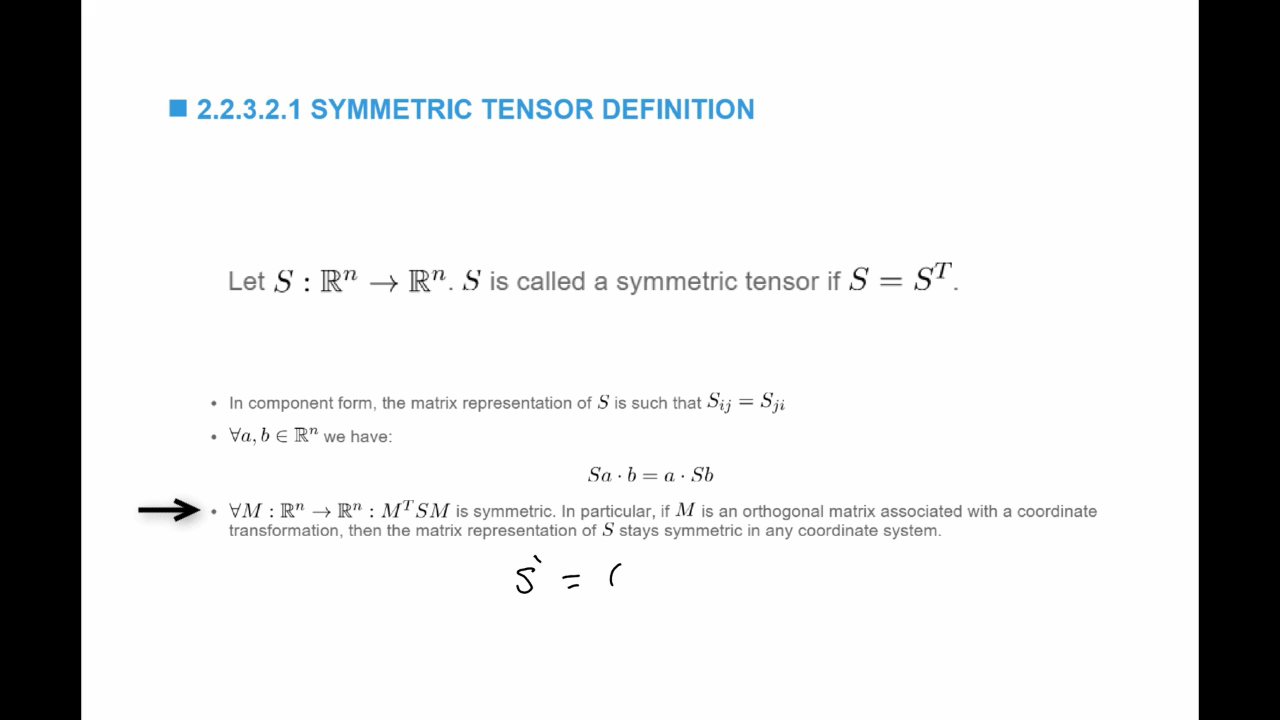 2.2.3.2.1 SYMMETRIC TENSOR DEFINITION
Let S : ℝⁿ → ℝⁿ. S is called a symmetric tensor if S = Sᵀ.
• In component form, the matrix representation of S is such that Sᵢⱼ = Sⱼᵢ
• ∀a, b ∈ ℝⁿ we have:
Sa · b = a · Sb
• ∀M : ℝⁿ → ℝⁿ : MᵀSM is symmetric. In particular, if M is an orthogonal matrix associated with a coordinate
transformation, then the matrix representation of S stays symmetric in any coordinate system.
S` = (